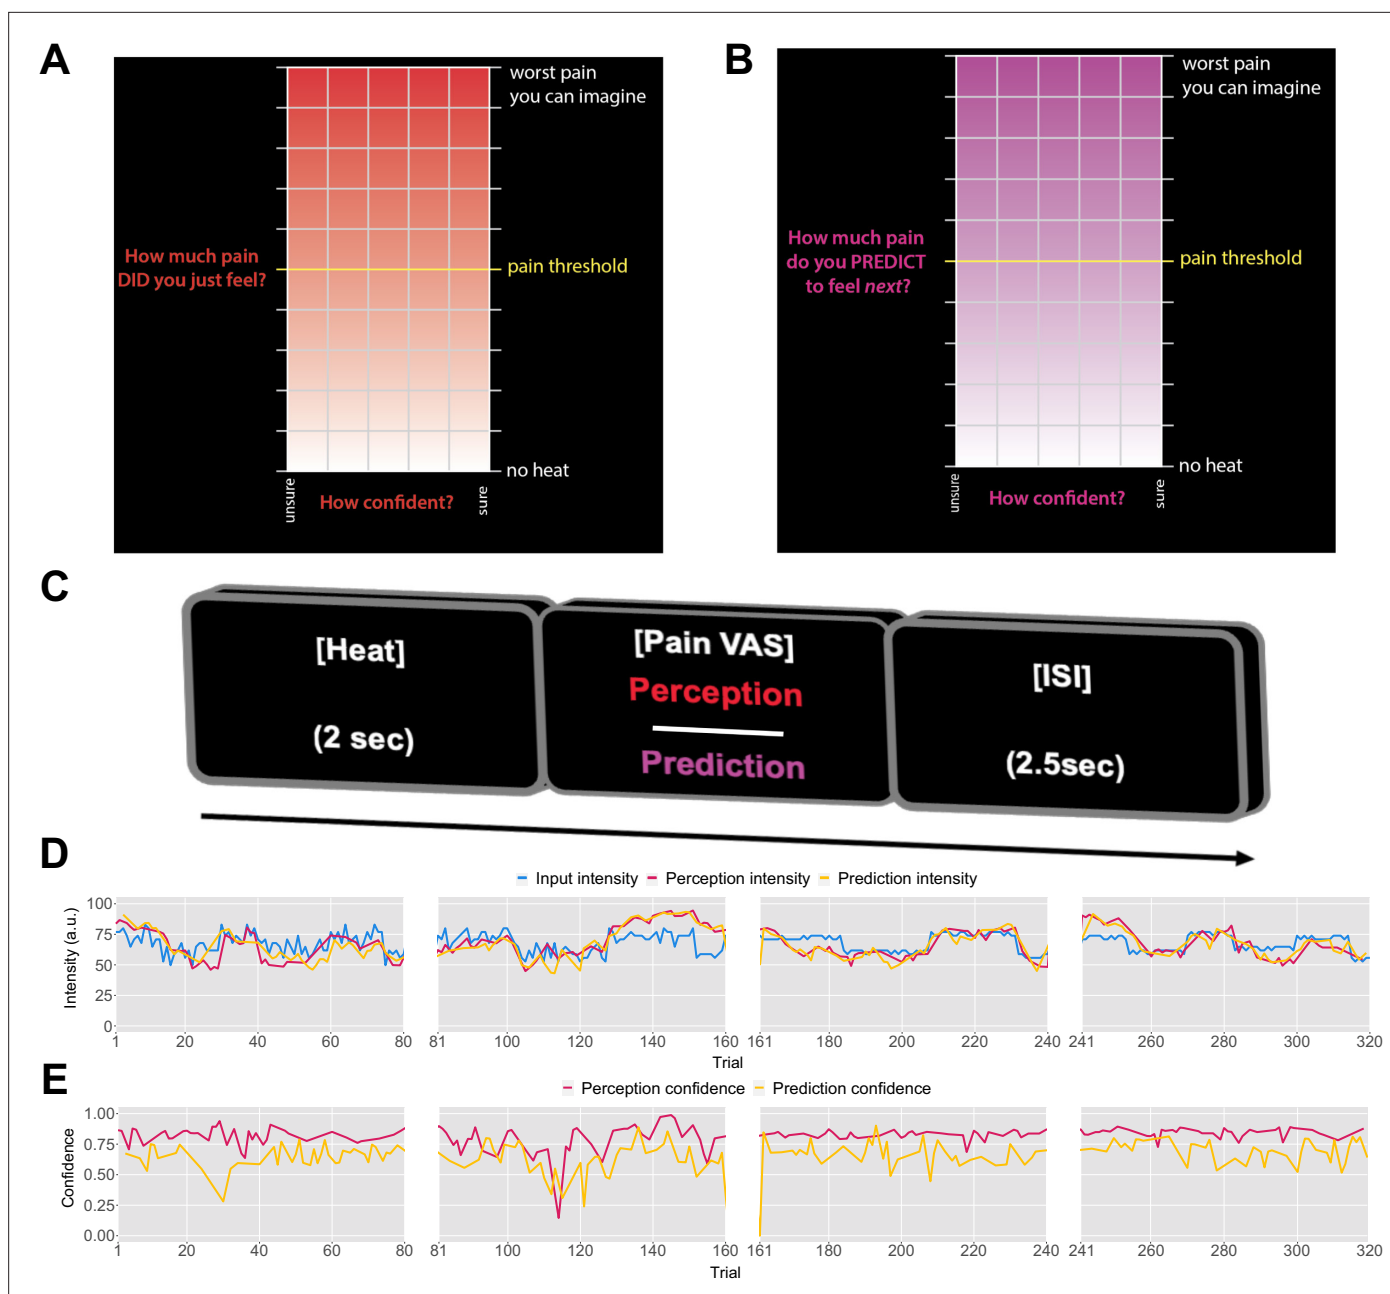 A
worst pain
you can imagine
How much pain
DID you just feel?
pain threshold
no heat
unsure
How confident?
sure
B
worst pain
you can imagine
How much pain
do you PREDICT
to feel next?
pain threshold
no heat
unsure
How confident?
sure
C
[Heat]
(2 sec)
[Pain VAS]
Perception
Prediction
[ISI]
(2.5sec)
D
Input intensity Perception intensity Prediction intensity
Intensity (a.u.)
100
75
50
25
0
1 20 40 60 80
81 100 120 140 160
161 180 200 220 240
241 260 280 300 320
Trial
E
Perception confidence Prediction confidence
Confidence
1.00
0.75
0.50
0.25
0.00
1 20 40 60 80
81 100 120 140 160
161 180 200 220 240
241 260 280 300 320
Trial